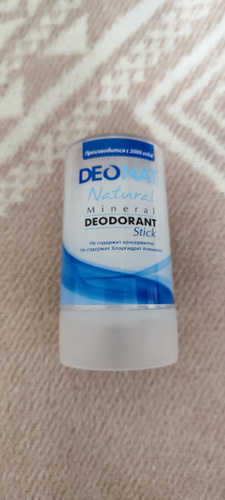 Производится с 2000 года!
DEONAT
Natural
Mineral
DEODORANT
Stick
Не содержит консервантов
Не содержит Хлоргидрат Алюминия